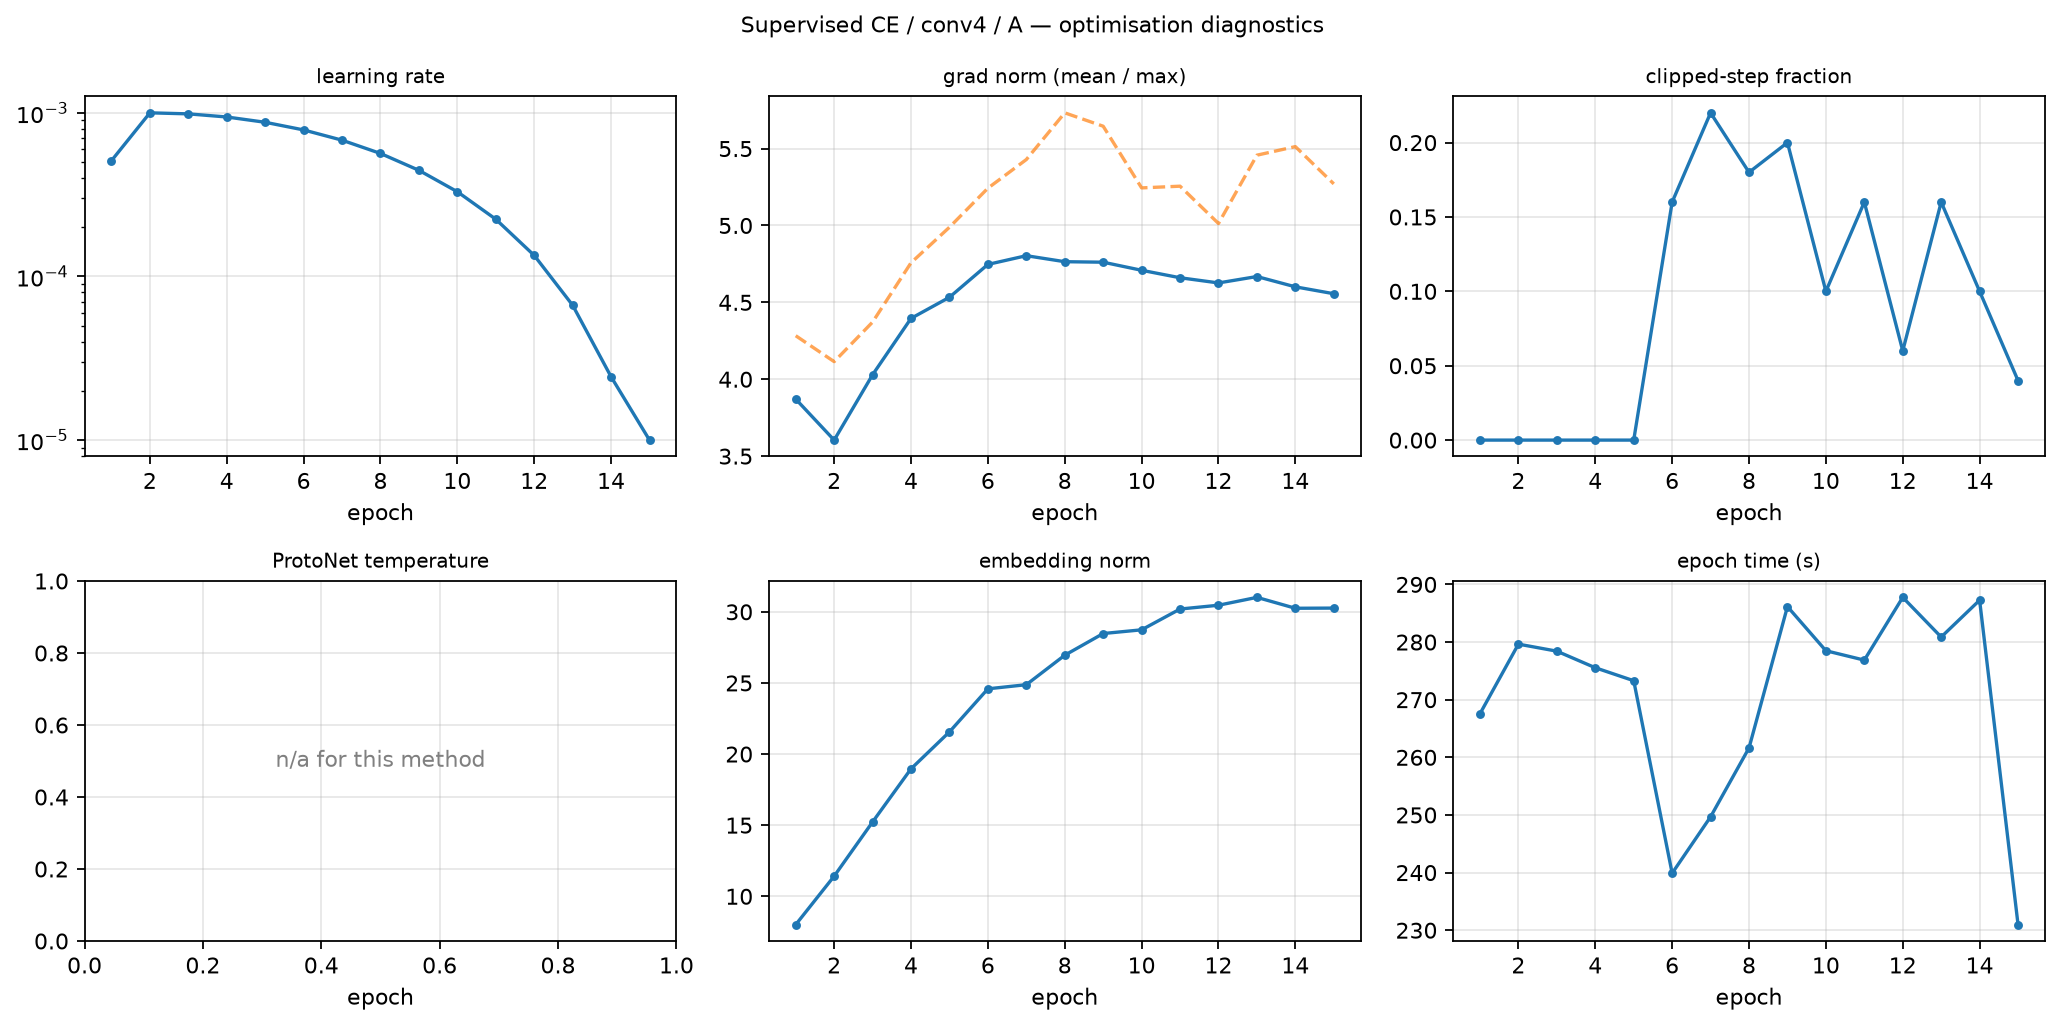 Supervised CE / conv4 / A — optimisation diagnostics
learning rate
10⁻³
10⁻⁴
10⁻⁵
2 4 6 8 10 12 14
epoch
grad norm (mean / max)
5.5
5.0
4.5
4.0
3.5
2 4 6 8 10 12 14
epoch
clipped-step fraction
0.20
0.15
0.10
0.05
0.00
2 4 6 8 10 12 14
epoch
ProtoNet temperature
1.0
0.8
0.6
n/a for this method
0.4
0.2
0.0
0.0 0.2 0.4 0.6 0.8 1.0
epoch
embedding norm
30
25
20
15
10
2 4 6 8 10 12 14
epoch
epoch time (s)
290
280
270
260
250
240
230
2 4 6 8 10 12 14
epoch